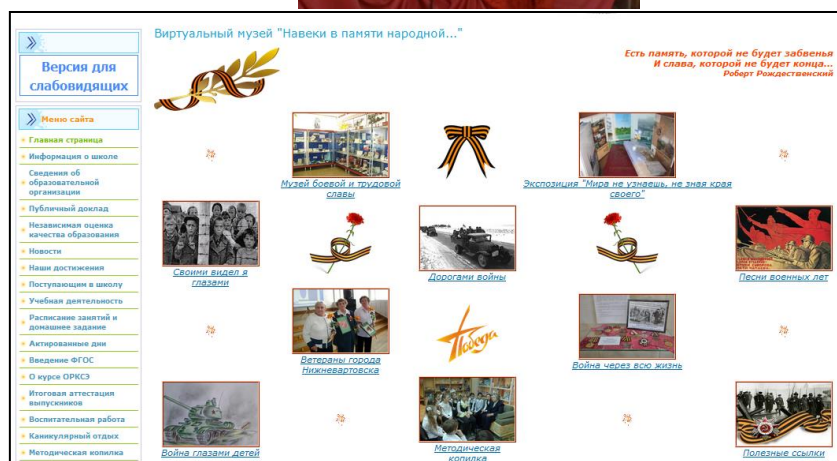 Виртуальный музей "Навеки в памяти народной..."
Версия для
слабовидящих
Есть память, которой не будет забвенья
И слава, которой не будет конца...
Роберт Рождественский
Меню сайта
Главная страница
Информация о школе
Сведения об
образовательной
организации
Публичный доклад
Независимая оценка
качества образования
Новости
Наши достижения
Поступающим в школу
Учебная деятельность
Расписание занятий и
домашнее задание
Актированные дни
Введение ФГОС
О курсе ОРКСЭ
Итоговая аттестация
выпускников
Воспитательная работа
Каникулярный отдых
Методическая копилка
Музей боевой и трудовой
славы
Экспозиция "Мира не узнаешь, не зная края
своего"
Своими видел я
глазами
Дорогами войны
Песни военных лет
Ветераны города
Нижневартовска
Победа
Война через всю жизнь
Война глазами детей
Методическая
копилка
Полезные ссылки